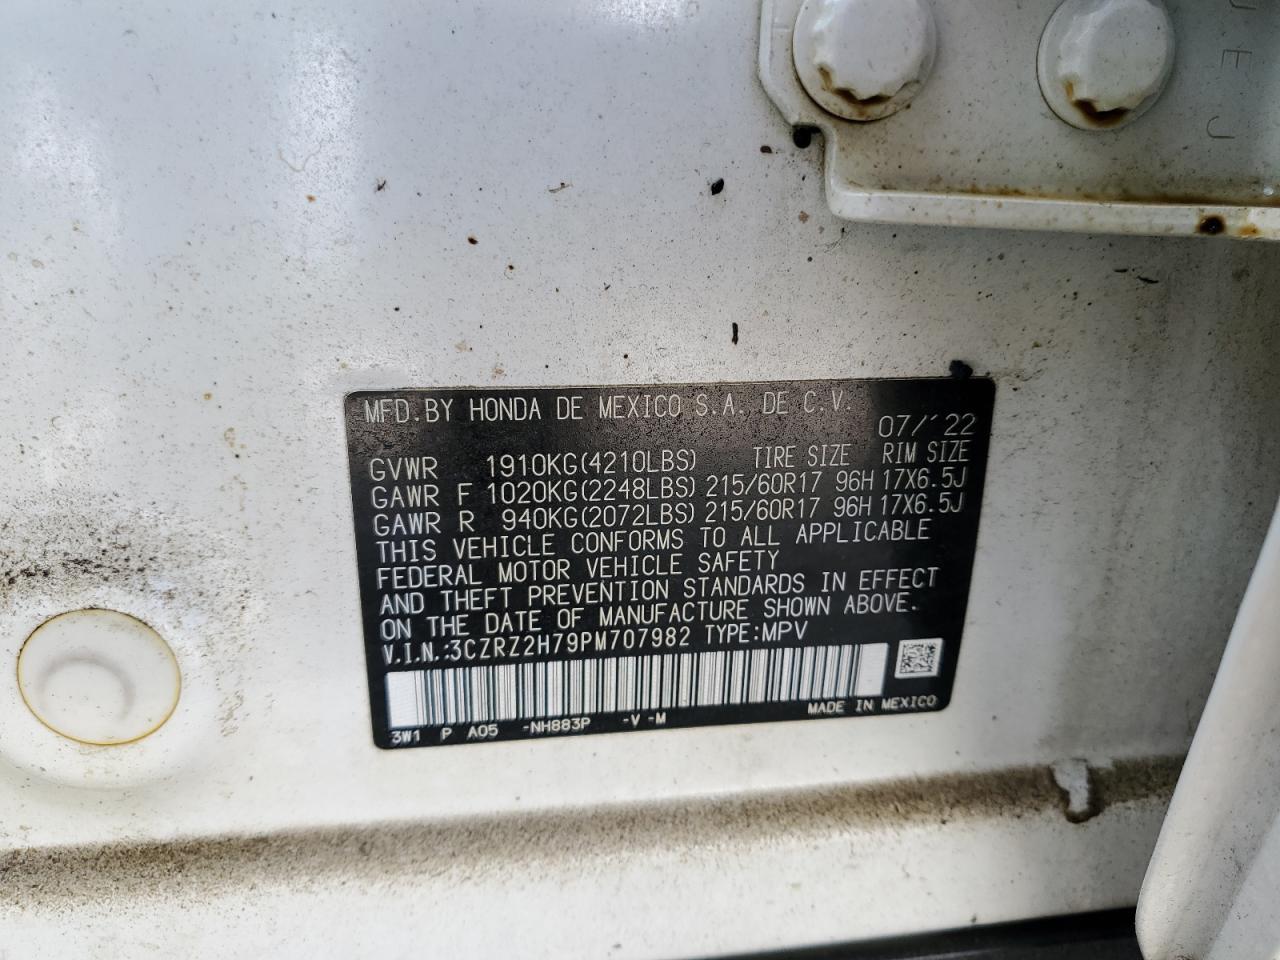 MFD. BY HONDA DE MEXICO S.A. DE C.V.
07/'22
GVWR 1910KG(4210LBS) TIRE SIZE RIM SIZE
GAWR F 1020KG(2248LBS) 215/60R17 96H 17X6.5J
GAWR R 940KG(2072LBS) 215/60R17 96H 17X6.5J
THIS VEHICLE CONFORMS TO ALL APPLICABLE
FEDERAL MOTOR VEHICLE SAFETY
AND THEFT PREVENTION STANDARDS IN EFFECT
ON THE DATE OF MANUFACTURE SHOWN ABOVE.
V.I.N.:3CZRZ2H79PM707982 TYPE:MPV
3W1 P A05 -NH883P -V -M MADE IN MEXICO